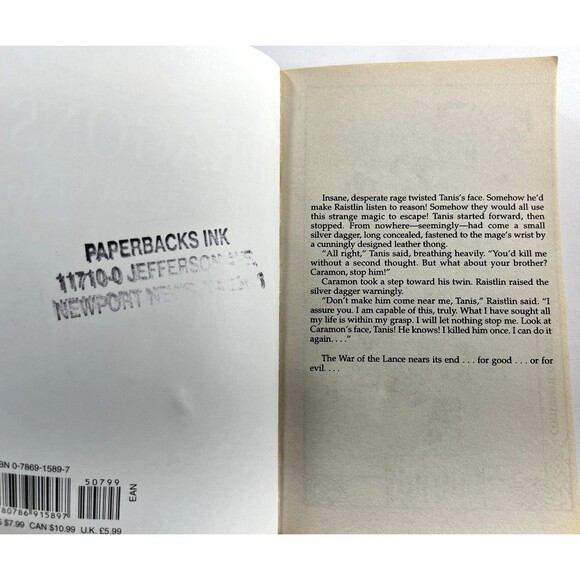 PAPERBACKS INK
11710-0 JEFFERSON AVE,
NEWPORT NEWS,
BN 0-7869-1589-7
50799
EAN
80786 915897
$7.99 CAN $10.99 U.K. £5.99
Insane, desperate rage twisted Tanis's face. Somehow he'd
make Raistlin listen to reason! Somehow they would all use
this strange magic to escape! Tanis started forward, then
stopped. From nowhere—seemingly—had come a small
silver dagger, long concealed, fastened to the mage's wrist by
a cunningly designed leather thong.
"All right," Tanis said, breathing heavily. "You'd kill me
without a second thought. But what about your brother?
Caramon, stop him!"
Caramon took a step toward his twin. Raistlin raised the
silver dagger warningly.
"Don't make him come near me, Tanis," Raistlin said. "I
assure you. I am capable of this, truly. What I have sought all
my life is within my grasp. I will let nothing stop me. Look at
Caramon's face, Tanis! He knows! I killed him once. I can do it
again. . . ."
The War of the Lance nears its end . . . for good . . . or for
evil. . . .